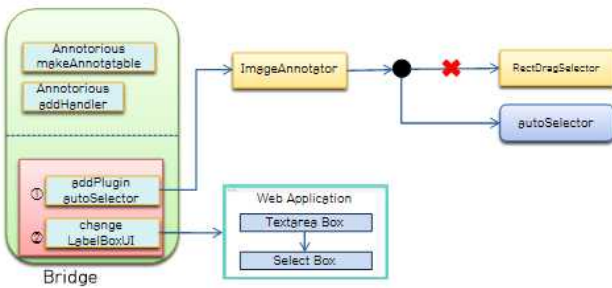 Annotorious
makeAnnotatable
Annotorious
addHandler
①
addPlugin
autoSelector
②
change
LabelBoxUI
Bridge
ImageAnnotator
RectDragSelector
autoSelector
Web Application
Textarea Box
Select Box